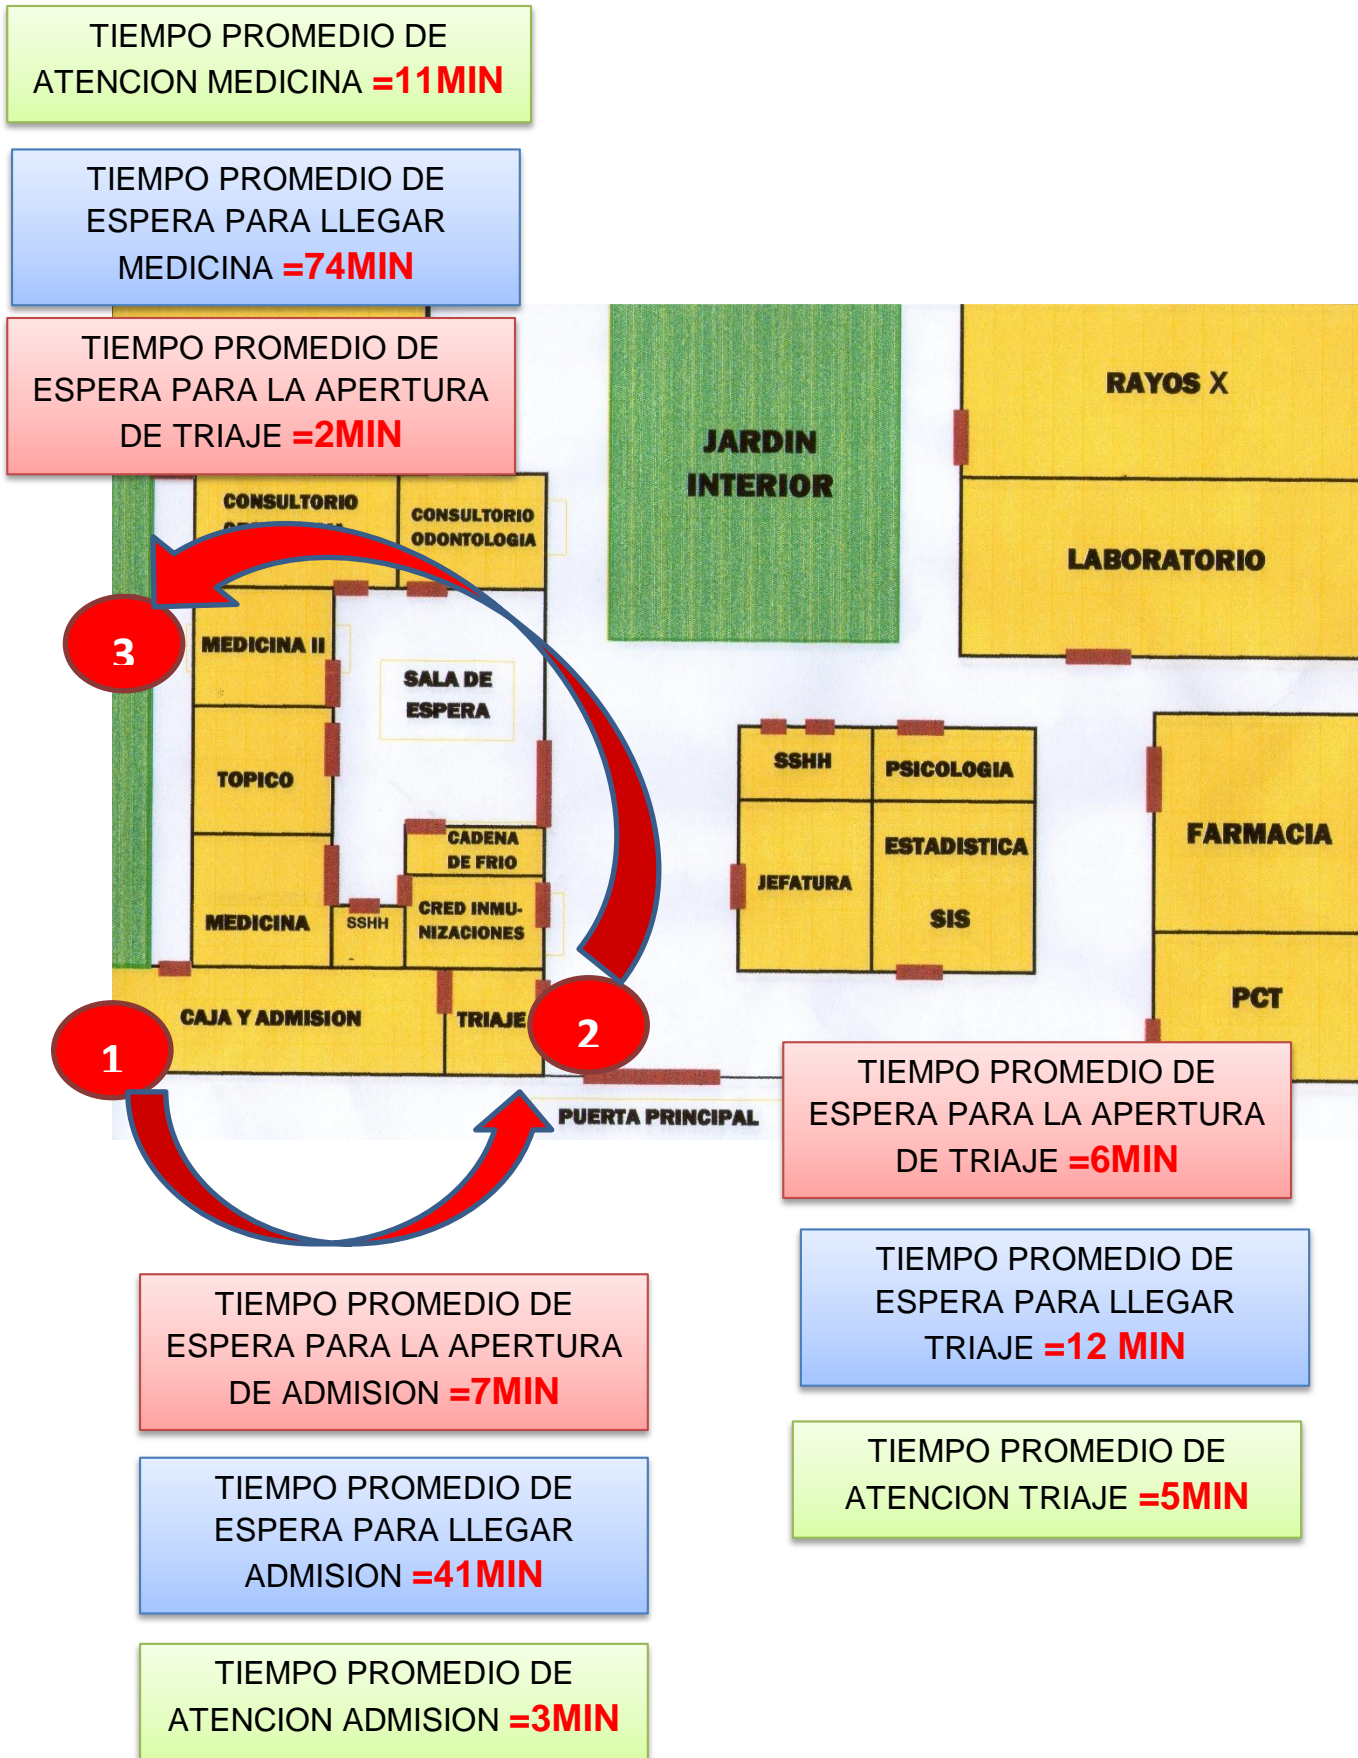 TIEMPO PROMEDIO DE
ATENCION MEDICINA =11MIN
TIEMPO PROMEDIO DE
ESPERA PARA LLEGAR
MEDICINA =74MIN
TIEMPO PROMEDIO DE
ESPERA PARA LA APERTURA
DE TRIAJE =2MIN
RAYOS X
JARDIN
INTERIOR
LABORATORIO
CONSULTORIO
CONSULTORIO
ODONTOLOGIA
3
MEDICINA II
SALA DE
ESPERA
TOPICO
SSHH
PSICOLOGIA
CADENA
DE FRIO
ESTADISTICA
FARMACIA
JEFATURA
MEDICINA
SSHH
CRED INMU-
NIZACIONES
SIS
PCT
CAJA Y ADMISION
TRIAJE
1
2
PUERTA PRINCIPAL
TIEMPO PROMEDIO DE
ESPERA PARA LA APERTURA
DE TRIAJE =6MIN
TIEMPO PROMEDIO DE
ESPERA PARA LLEGAR
TRIAJE =12 MIN
TIEMPO PROMEDIO DE
ATENCION TRIAJE =5MIN
TIEMPO PROMEDIO DE
ESPERA PARA LA APERTURA
DE ADMISION =7MIN
TIEMPO PROMEDIO DE
ESPERA PARA LLEGAR
ADMISION =41MIN
TIEMPO PROMEDIO DE
ATENCION ADMISION =3MIN